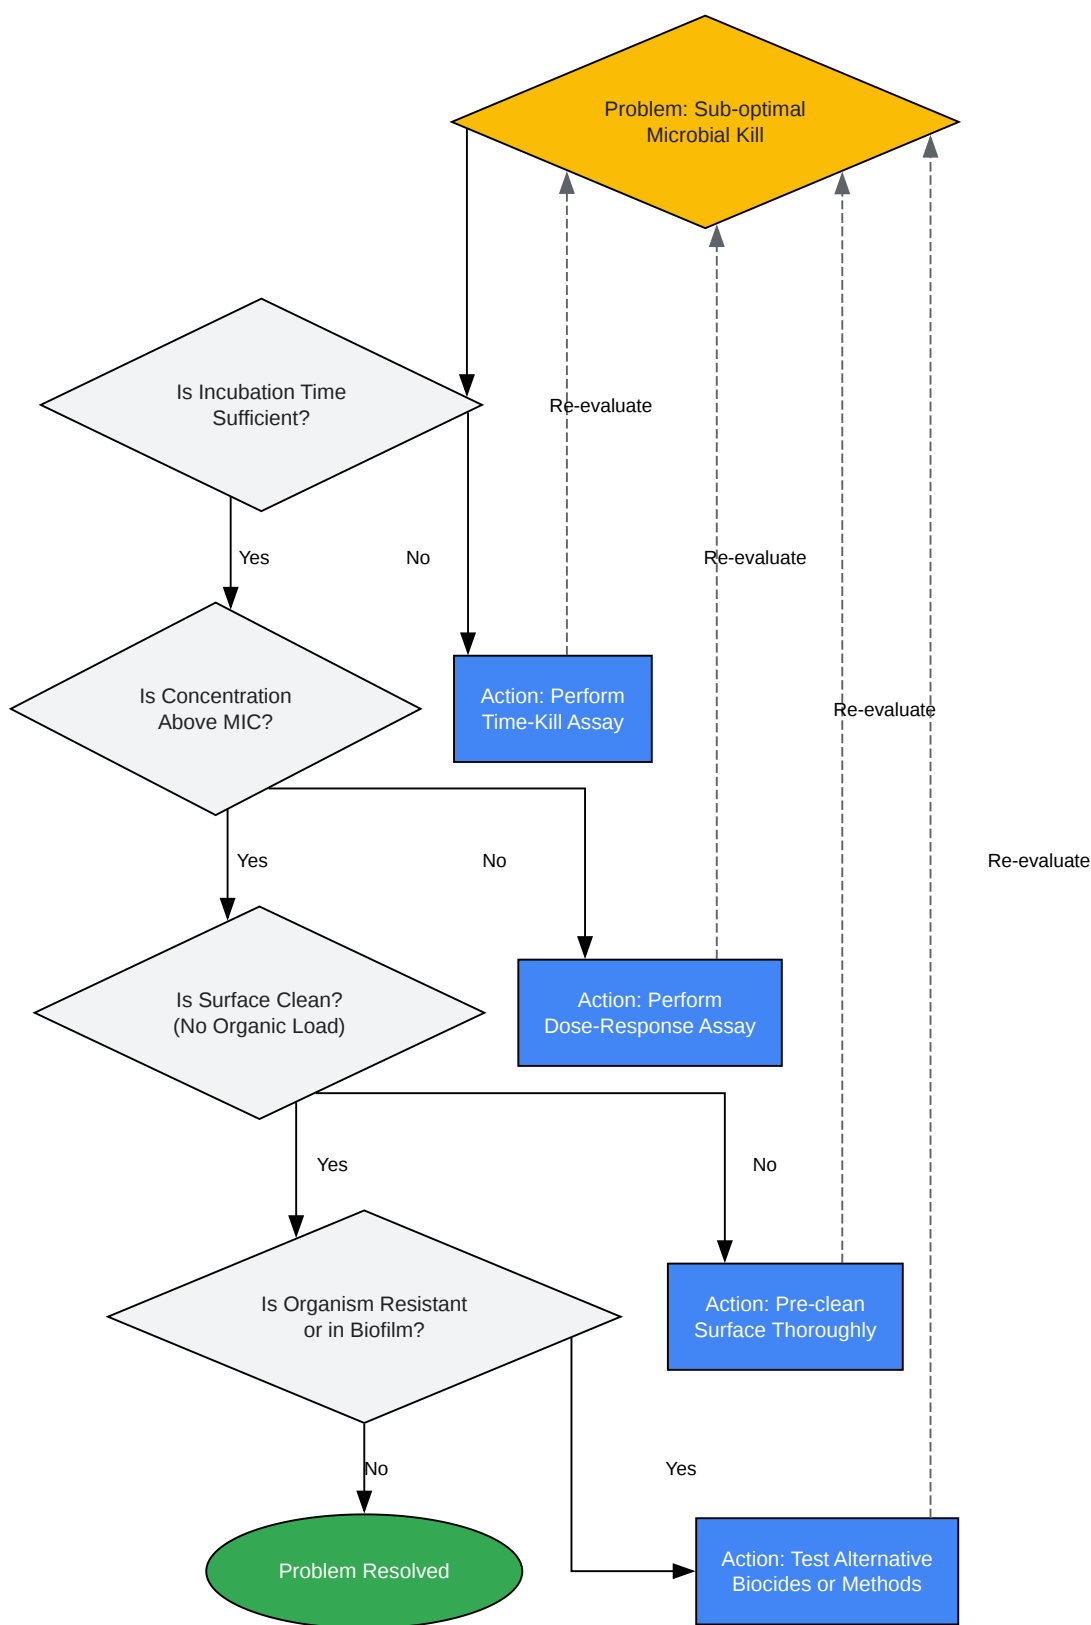 Problem: Sub-optimal
Microbial Kill
Is Incubation Time
Sufficient?
Re-evaluate
Yes
No
Re-evaluate
Is Concentration
Above MIC?
Action: Perform
Time-Kill Assay
Re-evaluate
Yes
No
Re-evaluate
Is Surface Clean?
(No Organic Load)
Action: Perform
Dose-Response Assay
Yes
No
Is Organism Resistant
or in Biofilm?
Action: Pre-clean
Surface Thoroughly
No
Yes
Problem Resolved
Action: Test Alternative
Biocides or Methods